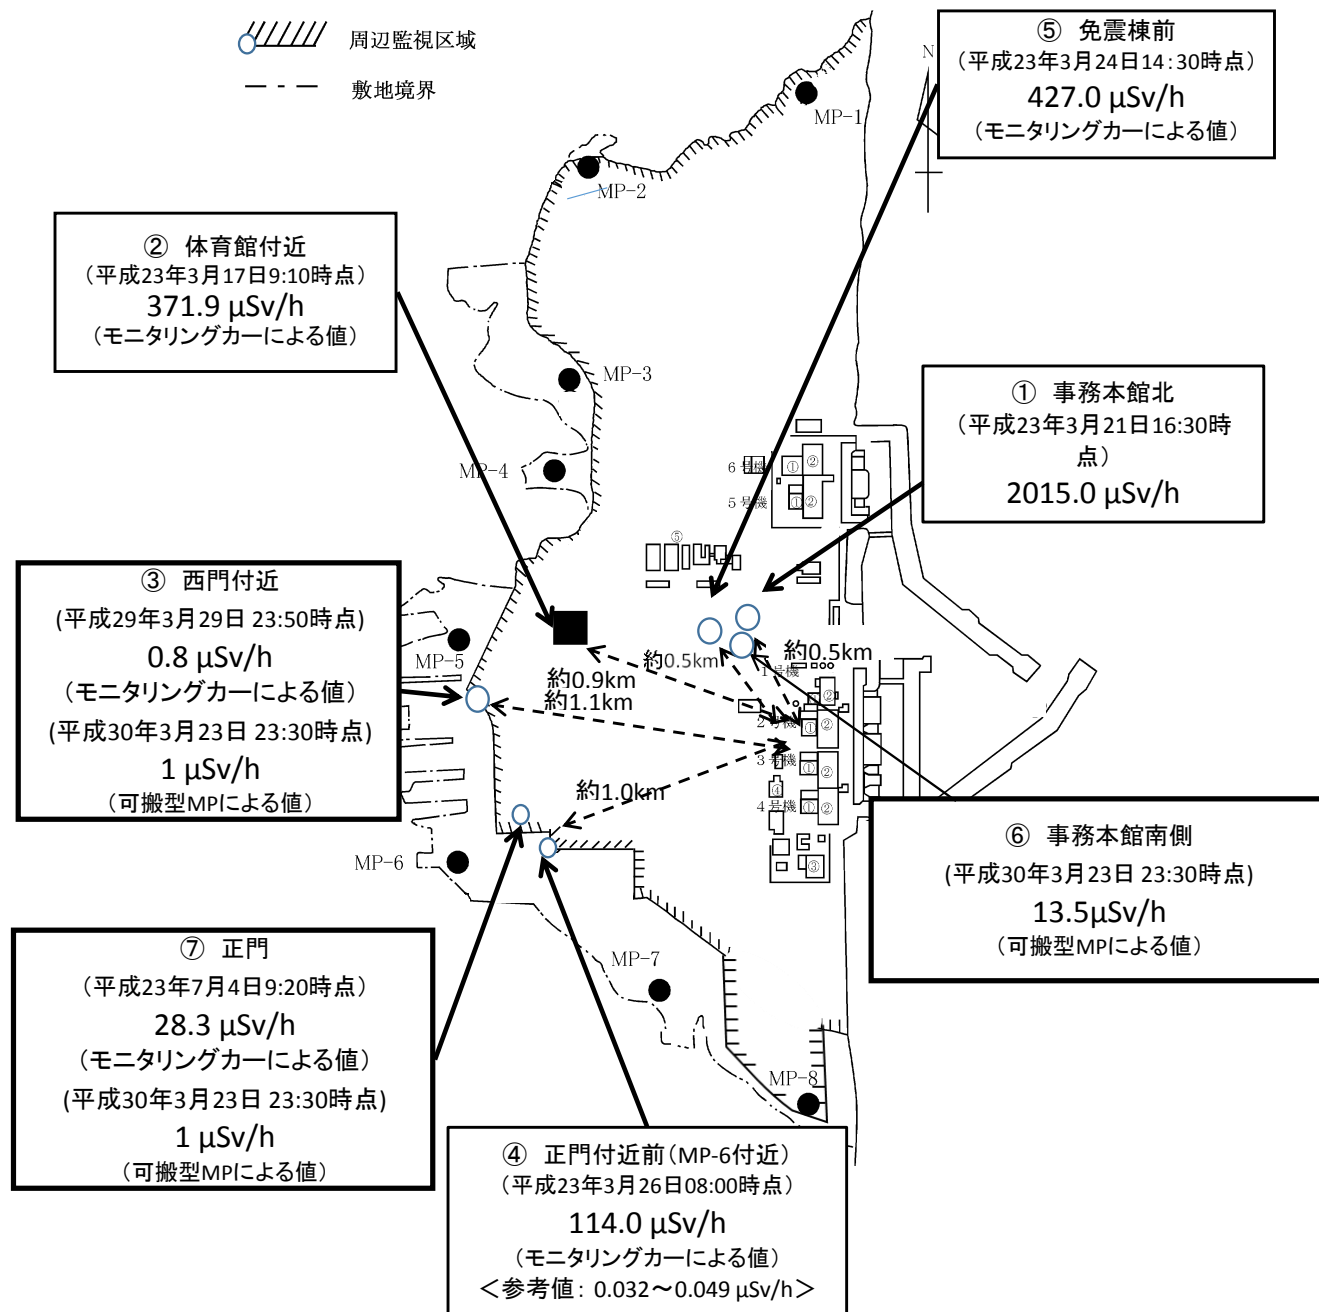 周辺監視区域
敷地境界
⑤ 免震棟前
（平成23年3月24日14:30時点）
427.0 µSv/h
（モニタリングカーによる値）
N
MP-1
MP-2
② 体育館付近
（平成23年3月17日9:10時点）
371.9 µSv/h
（モニタリングカーによる値）
MP-3
MP-4
① 事務本館北
（平成23年3月21日16:30時
点）
2015.0 µSv/h
6号機
①
②
5号機
①
②
⑤
③ 西門付近
(平成29年3月29日 23:50時点)
0.8 µSv/h
（モニタリングカーによる値）
(平成30年3月23日 23:30時点)
1 µSv/h
（可搬型MPによる値）
MP-5
約0.5km
約0.5km
約0.9km
約1.1km
1号機
②
2号機
①
②
3号機
①
②
④
4号機
①
②
③
約1.0km
MP-6
⑥ 事務本館南側
(平成30年3月23日 23:30時点)
13.5µSv/h
（可搬型MPによる値）
⑦ 正門
（平成23年7月4日9:20時点）
28.3 µSv/h
（モニタリングカーによる値）
(平成30年3月23日 23:30時点)
1 µSv/h
（可搬型MPによる値）
MP-7
MP-8
④ 正門付近前（MP-6付近）
（平成23年3月26日08:00時点）
114.0 µSv/h
（モニタリングカーによる値）
＜参考値： 0.032～0.049 µSv/h＞